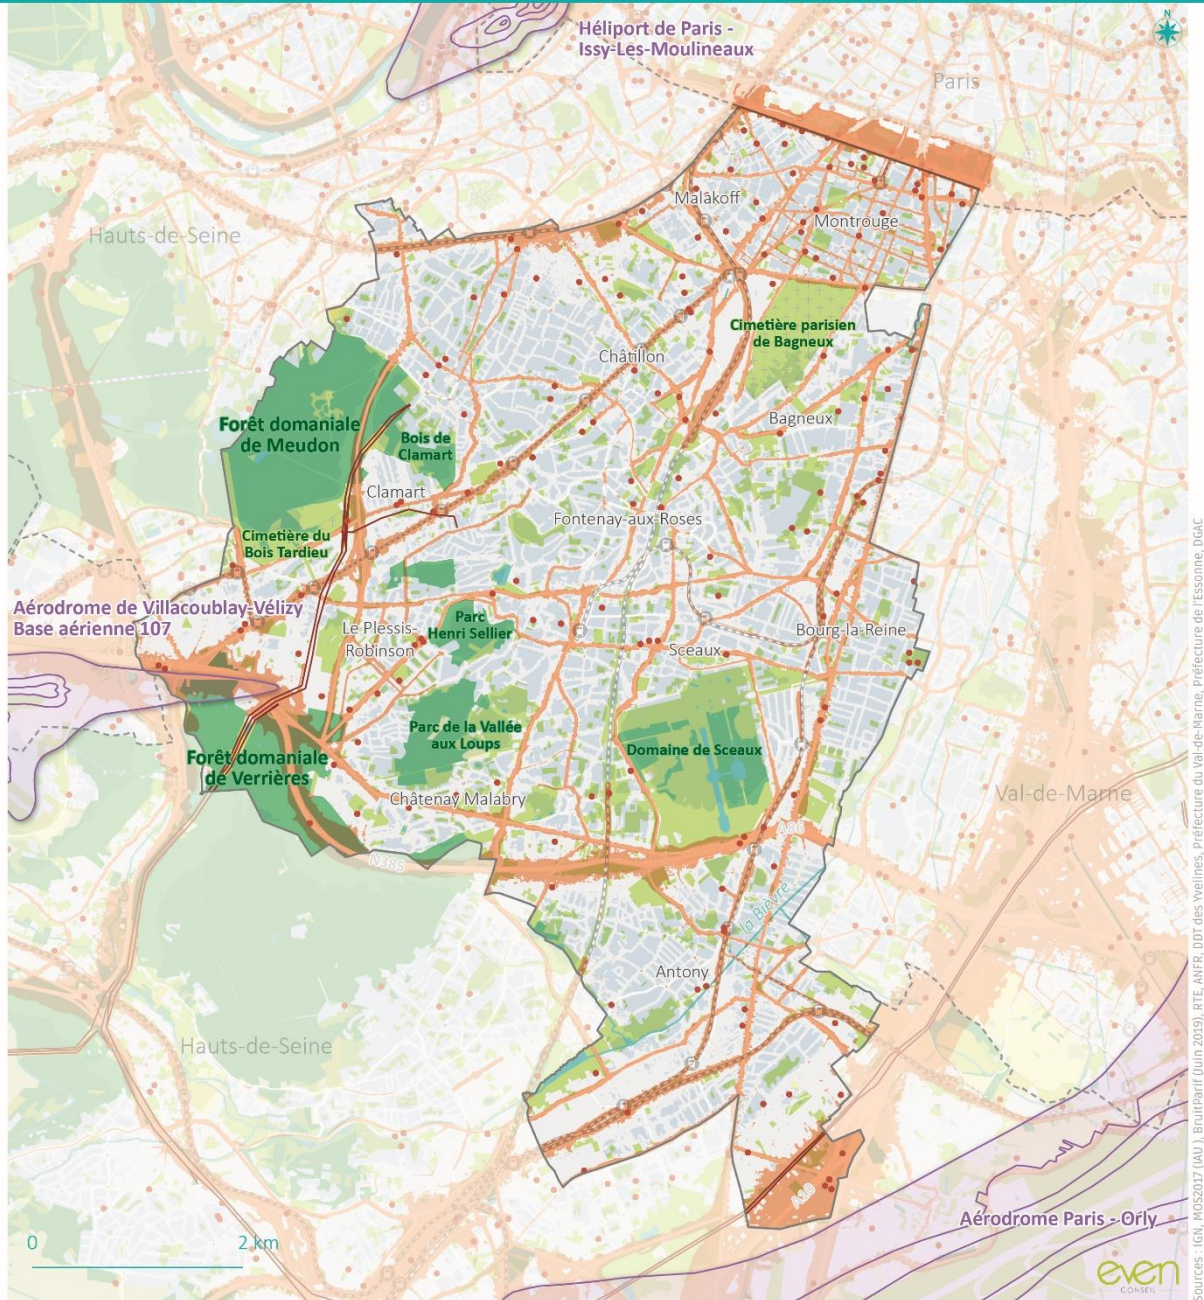 N
Héliport de Paris -
Issy-Les-Moulineaux
Paris
Malakoff
Montrouge
Hauts-de-Seine
Cimetière parisien
de Bagneux
Châtillon
Bagneux
Forêt domaniale
de Meudon
Bois de
Clamart
Clamart
Fontenay-aux-Roses
Cimetière du
Bois Tardieu
Aérodrome de Villacoublay-Vélizy
Base aérienne 107
Parc
Henri Sellier
Le Plessis-
Robinson
Bourg-la-Reine
Sceaux
Parc de la Vallée
aux Loups
Domaine de Sceaux
Forêt domaniale
de Verrières
Châtenay Malabry
Val-de-Marne
A86
N385
la Bièvre
Antony
Hauts-de-Seine
A10
Aérodrome Paris - Orly
0
2 km
even
CONSEIL
Sources : IGN, MOS2017 (IAU), BruitParif (Juin 2019), RTE, ANFR, DDT des Yvelines, Préfecture du Val-de-Marne, Préfecture de l'Essonne, DGAC